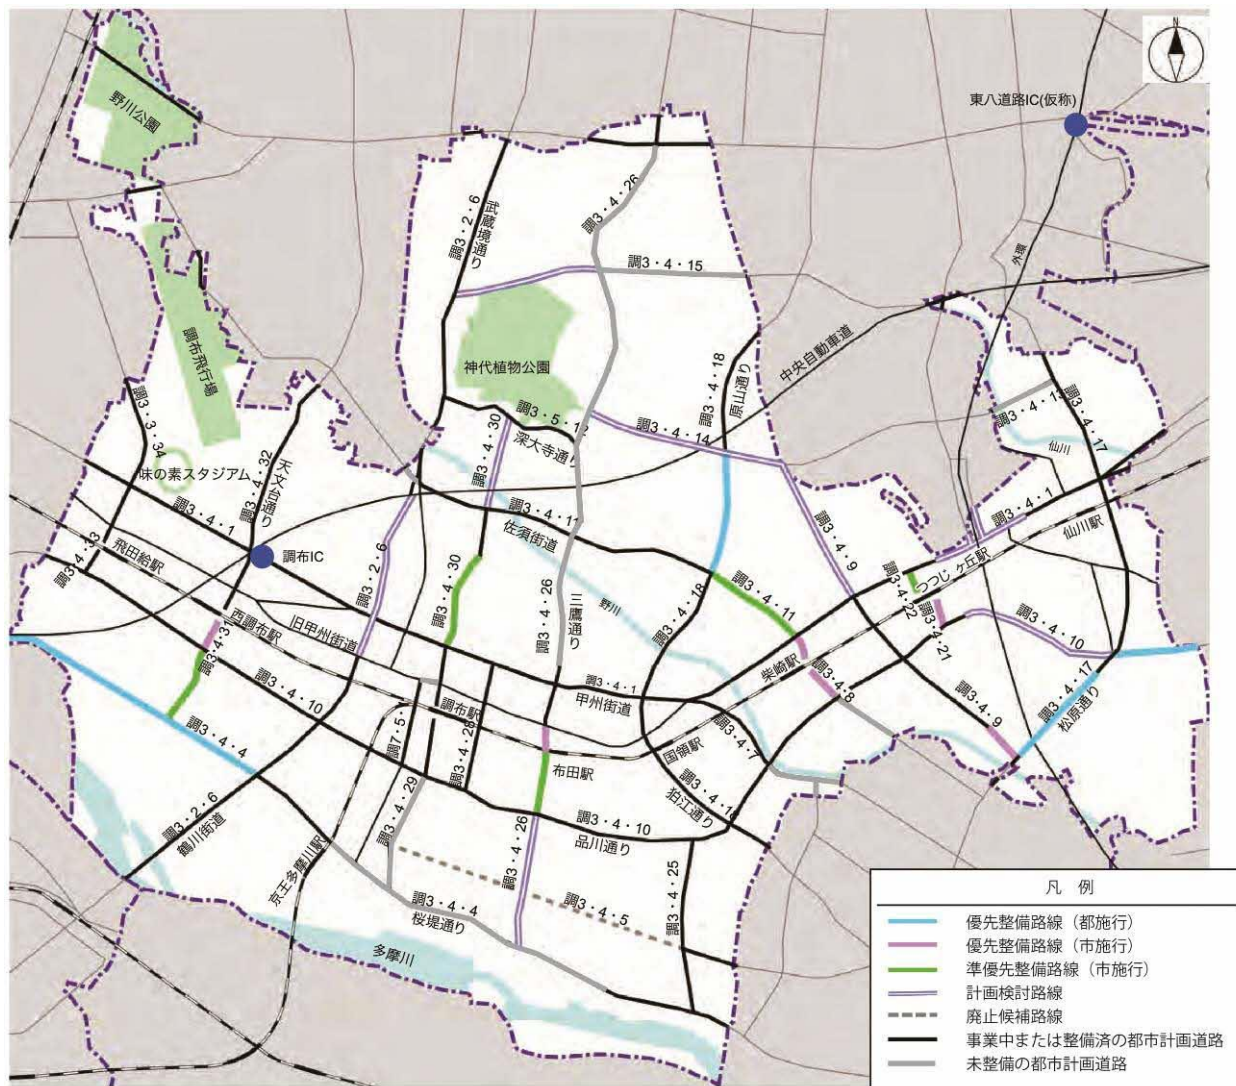 N
東八道路IC(仮称)
野川公園
調3・2・6
武蔵境通り
調3・4・26
調3・4・15
外環
調布飛行場
神代植物公園
中央自動車道
調3・4・18
原山通り
調3・3・34
味の素スタジアム
調3・4・32
天文台通り
調3・4・30
調3・5・1
深大寺通り
調3・4・14
調3・4・13
仙川
調3・4・17
調3・4・1
飛田給駅
調3・4・33
調布IC
調3・2・6
調3・4・30
調3・4・11
佐須街道
調3・4・26
三鷹通り
野川
調3・4・18
調3・4・11
調3・4・9
調3・4・1
つつじヶ丘駅
仙川駅
調3・4・22
調3・4・21
調3・4・10
調3・4・31
西調布駅
旧甲州街道
調3・4・10
調3・4・4
調布駅
調7・5・1
調3・4・28
調3・4・1
甲州街道
柴崎駅
調3・4・8
調3・4・9
調3・4・17
松原通り
国領駅
調3・4・7
布田駅
調3・4・16
狛江通り
調3・2・6
鶴川街道
調3・4・29
京王多摩川駅
調3・4・26
調3・4・10
品川通り
調3・4・25
調3・4・5
調3・4・4
桜堤通り
多摩川
凡 例
優先整備路線（都施行）
優先整備路線（市施行）
準優先整備路線（市施行）
計画検討路線
廃止候補路線
事業中または整備済の都市計画道路
未整備の都市計画道路